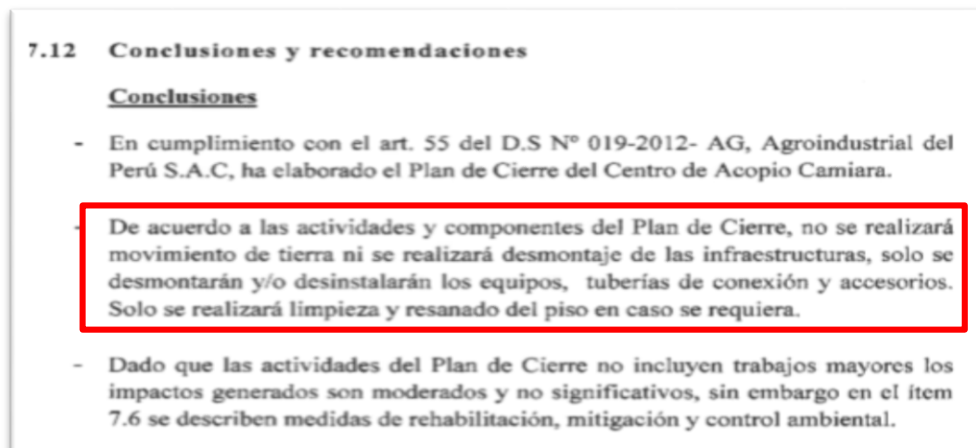 7.12 Conclusiones y recomendaciones
Conclusiones
- En cumplimiento con el art. 55 del D.S Nº 019-2012- AG, Agroindustrial del
Perú S.A.C, ha elaborado el Plan de Cierre del Centro de Acopio Camiara.
- De acuerdo a las actividades y componentes del Plan de Cierre, no se realizará
movimiento de tierra ni se realizará desmontaje de las infraestructuras, solo se
desmontarán y/o desinstalarán los equipos, tuberías de conexión y accesorios.
Solo se realizará limpieza y resanado del piso en caso se requiera.
- Dado que las actividades del Plan de Cierre no incluyen trabajos mayores los
impactos generados son moderados y no significativos, sin embargo en el ítem
7.6 se describen medidas de rehabilitación, mitigación y control ambiental.